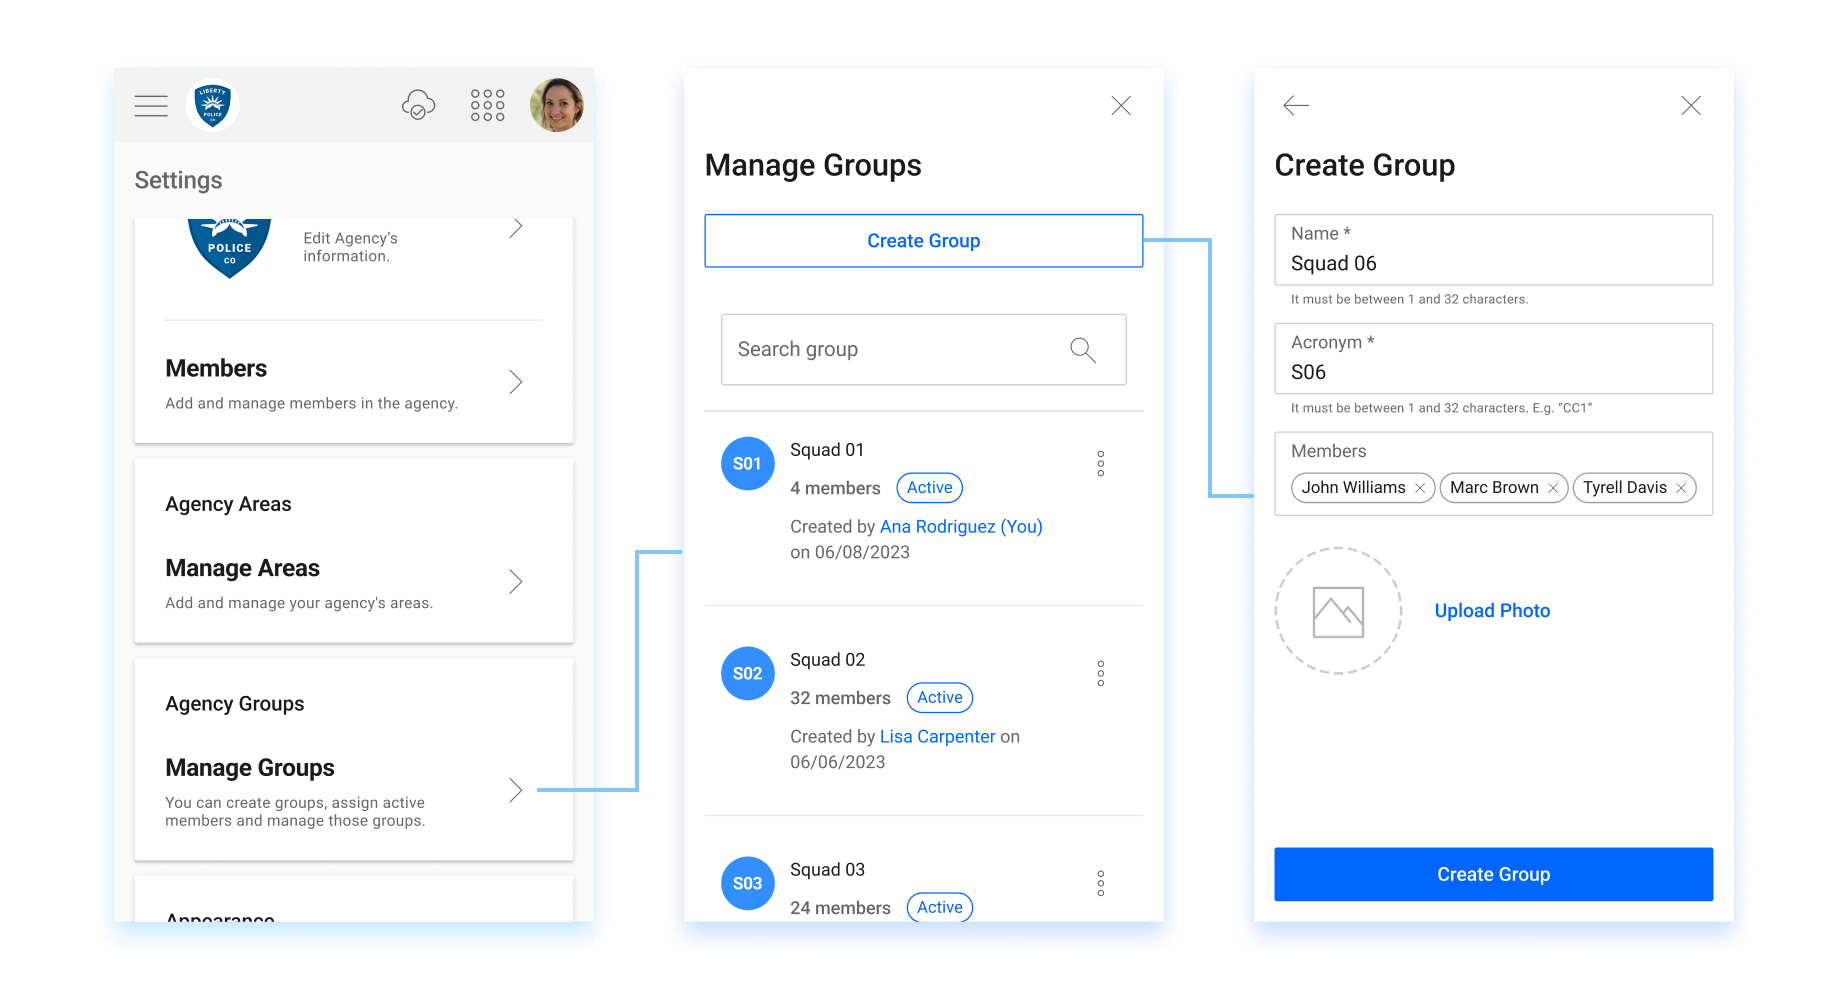 LIBERTY
POLICE
CO
Settings
POLICE
CO
Edit Agency’s
information.
Members
Add and manage members in the agency.
Agency Areas
Manage Areas
Add and manage your agency's areas.
Agency Groups
Manage Groups
You can create groups, assign active
members and manage those groups.
Appearance
Manage Groups
Create Group
Search group
S01
Squad 01
4 members Active
Created by Ana Rodriguez (You)
on 06/08/2023
S02
Squad 02
32 members Active
Created by Lisa Carpenter on
06/06/2023
S03
Squad 03
24 members Active
Create Group
Name *
Squad 06
It must be between 1 and 32 characters.
Acronym *
S06
It must be between 1 and 32 characters. E.g. “CC1”
Members
John Williams Marc Brown Tyrell Davis
Upload Photo
Create Group